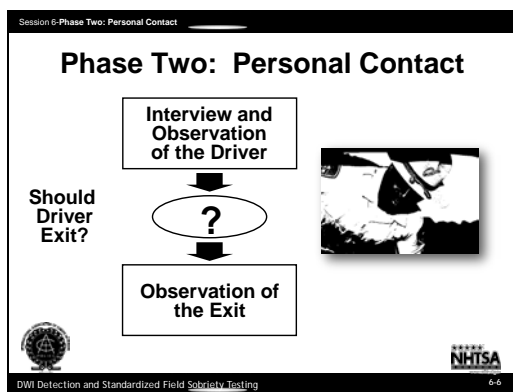 Session 6-Phase Two: Personal Contact
Phase Two: Personal Contact
Interview and
Observation
of the Driver
Should
Driver
Exit?
?
Observation of
the Exit
NHTSA
DWI Detection and Standardized Field Sobriety Testing
6-6